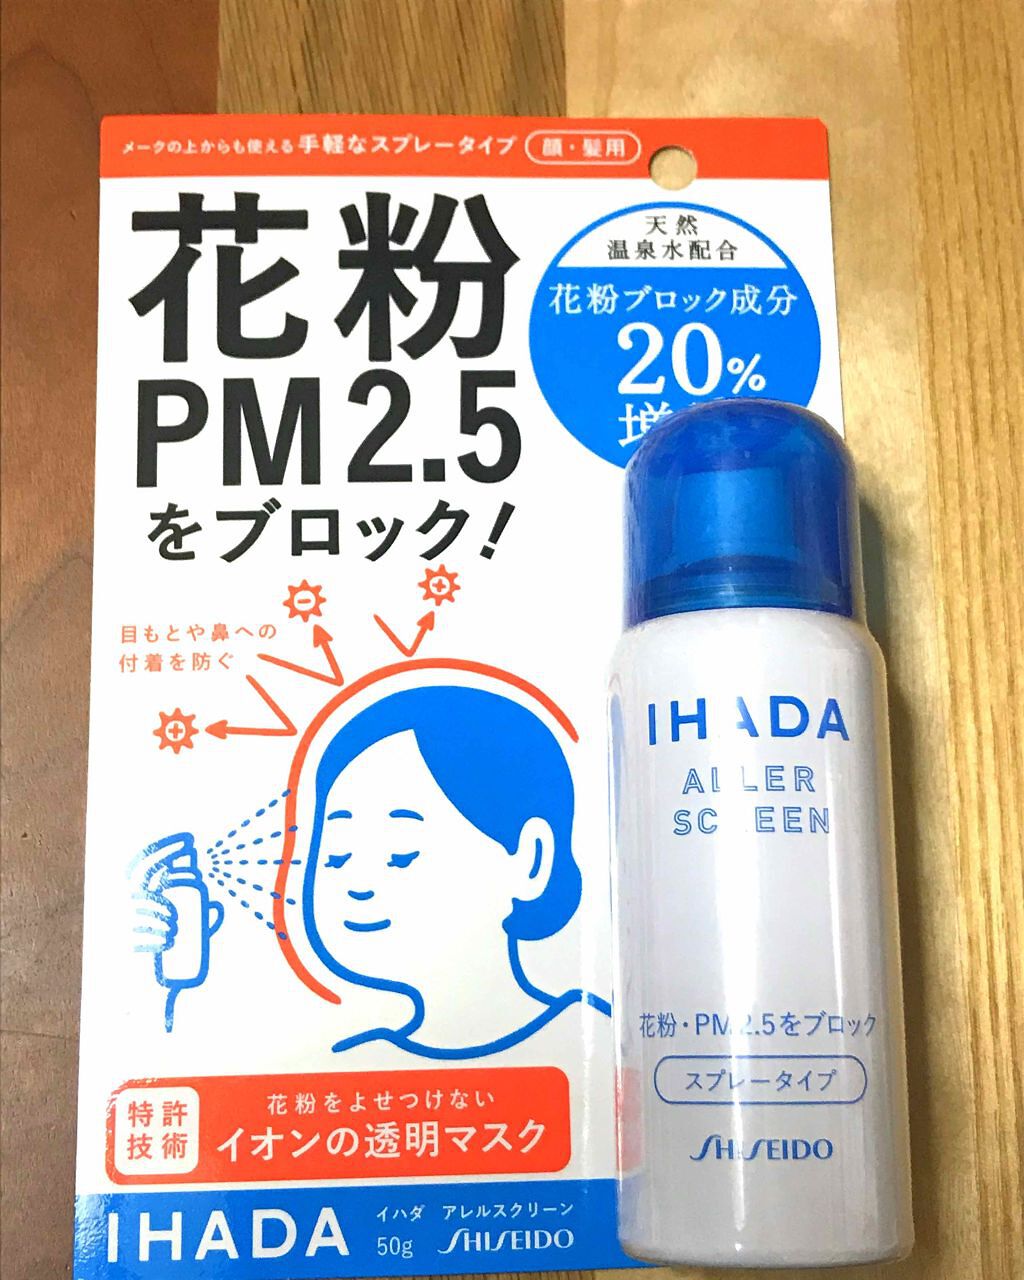 メークの上からも使える手軽なスプレータイプ 顔・髪用
花粉
PM2.5
をブロック!
天然
温泉水配合
花粉ブロック成分
20%
増
目もとや鼻への
付着を防ぐ
特許
技術
花粉をよせつけない
イオンの透明マスク
IHADA
イハダ アレルスクリーン
50g SHISEIDO
IHADA
ALLER
SCREEN
花粉・PM2.5をブロック
スプレータイプ
SHISEIDO